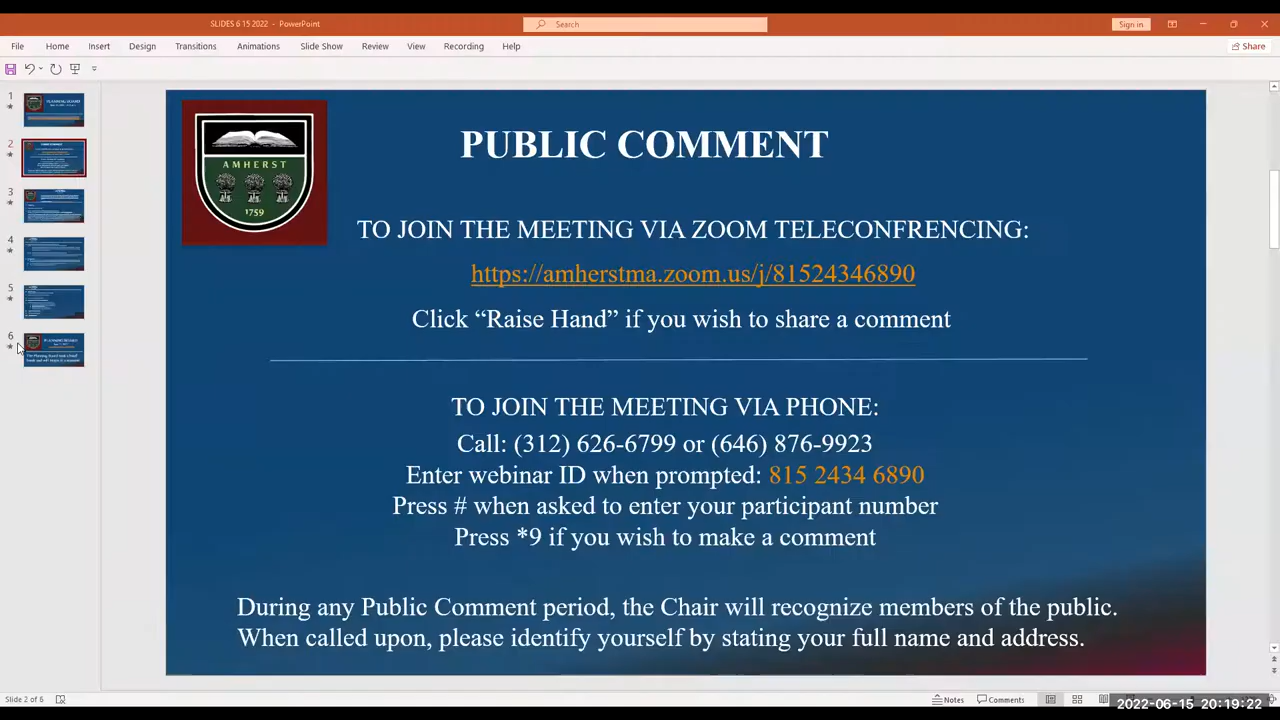 SLIDES 6 15 2022 - PowerPoint
Search
Sign in
File Home Insert Design Transitions Animations Slide Show Review View Recording Help
Share
1
2
3
4
5
6
AMHERST
1759
PUBLIC COMMENT
TO JOIN THE MEETING VIA ZOOM TELECONFRENCING:
https://amherstma.zoom.us/j/81524346890
Click “Raise Hand” if you wish to share a comment
TO JOIN THE MEETING VIA PHONE:
Call: (312) 626-6799 or (646) 876-9923
Enter webinar ID when prompted: 815 2434 6890
Press # when asked to enter your participant number
Press *9 if you wish to make a comment
During any Public Comment period, the Chair will recognize members of the public.
When called upon, please identify yourself by stating your full name and address.
Slide 2 of 6
Notes
Comments
2022-06-15 20:19:22